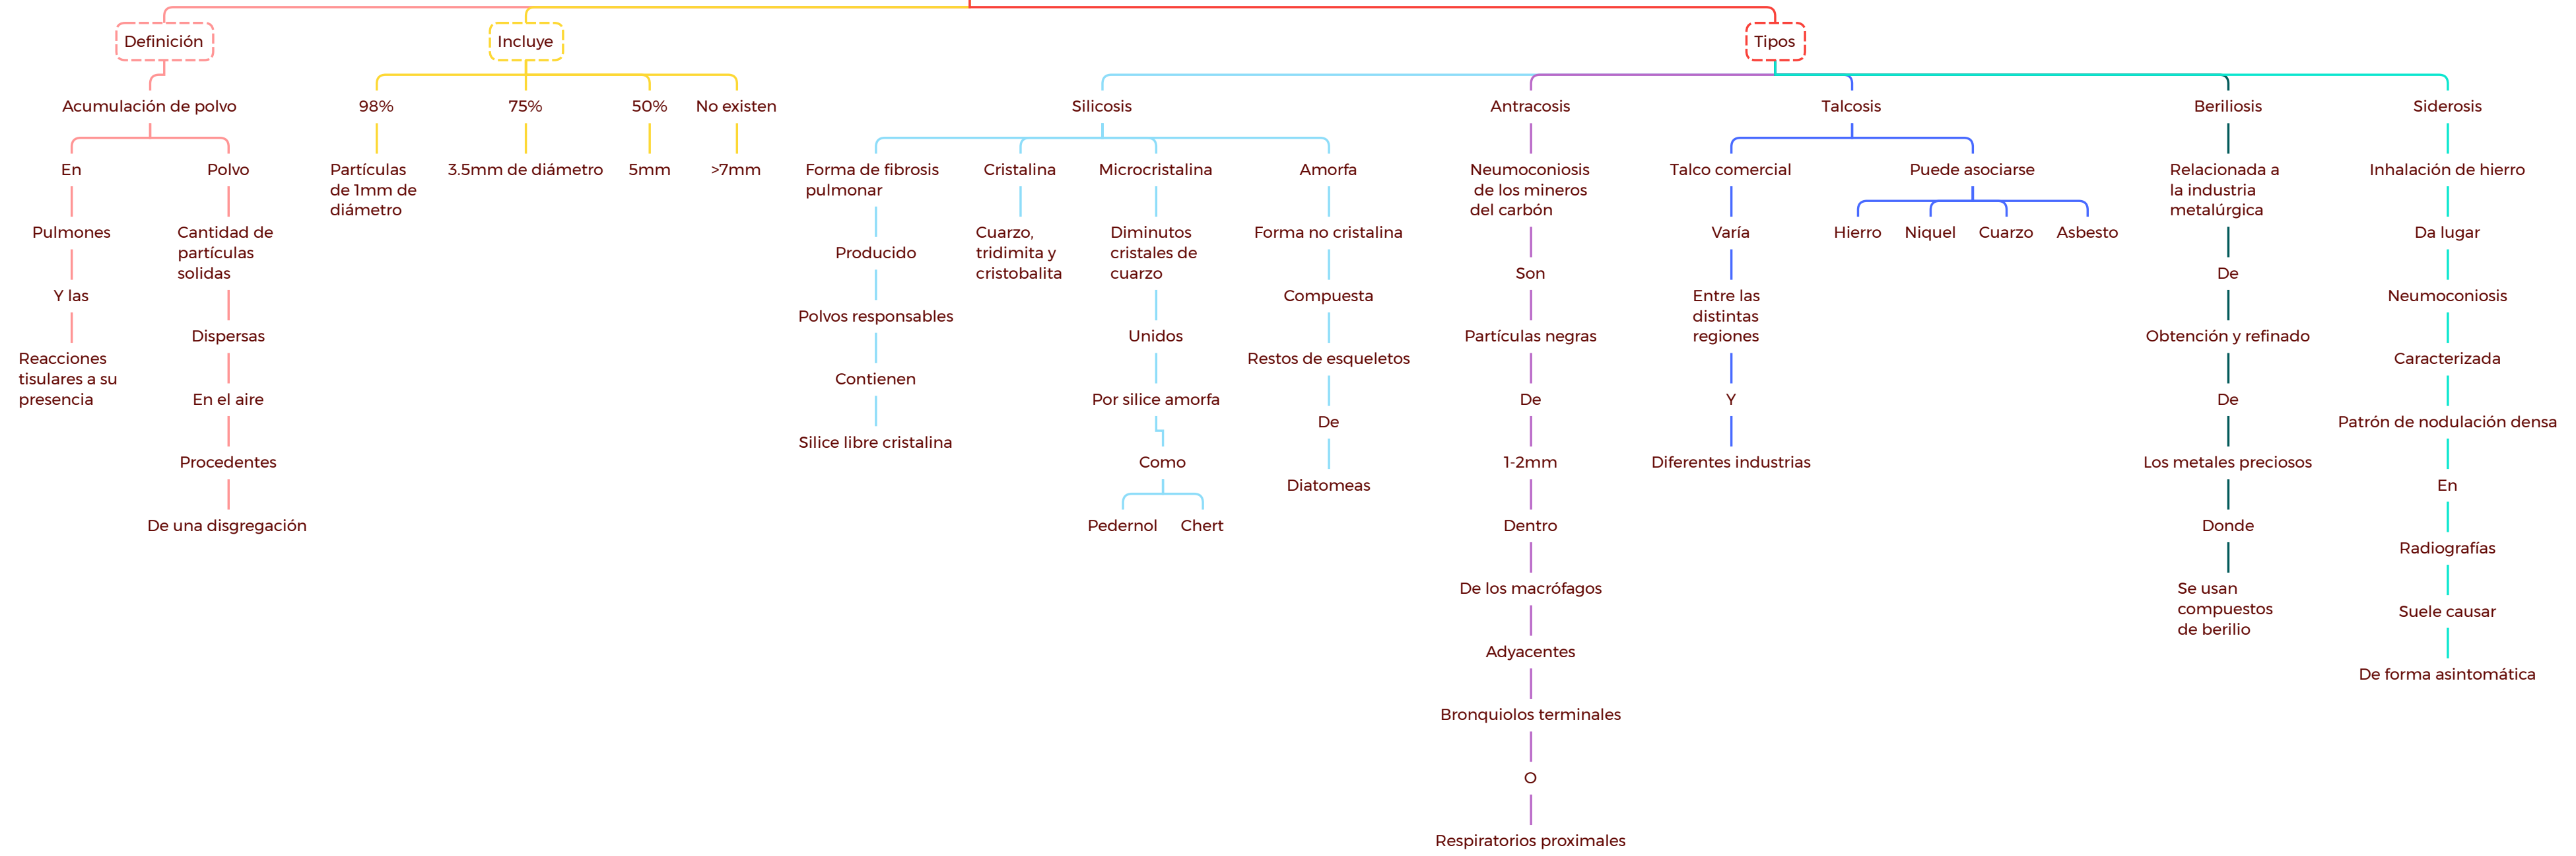 Definición
Incluye
Tipos
Acumulación de polvo
98%
75%
50%
No existen
Silicosis
Antracosis
Talcosis
Beriliosis
Siderosis
En
Polvo
Partículas
de 1mm de
diámetro
3.5mm de diámetro
5mm
>7mm
Forma de fibrosis
pulmonar
Cristalina
Microcristalina
Amorfa
Neumoconiosis
de los mineros
del carbón
Talco comercial
Puede asociarse
Relacionada a
la industria
metalúrgica
Inhalación de hierro
Pulmones
Y las
Reacciones
tisulares a su
presencia
Cantidad de
partículas
solidas
Dispersas
En el aire
Procedentes
De una disgregación
Producido
Polvos responsables
Contienen
Silice libre cristalina
Cuarzo,
tridimita y
cristobalita
Diminutos
cristales de
cuarzo
Unidos
Por silice amorfa
Como
Pedernol
Chert
Forma no cristalina
Compuesta
Restos de esqueletos
De
Diatomeas
Son
Partículas negras
De
1-2mm
Dentro
De los macrófagos
Adyacentes
Bronquiolos terminales
O
Respiratorios proximales
Varía
Entre las
distintas
regiones
Y
Diferentes industrias
Hierro
Niquel
Cuarzo
Asbesto
De
Obtención y refinado
De
Los metales preciosos
Donde
Se usan
compuestos
de berilio
Da lugar
Neumoconiosis
Caracterizada
Patrón de nodulación densa
En
Radiografías
Suele causar
De forma asintomática